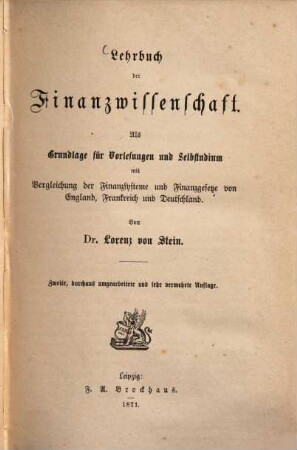 Lehrbuch
der
Finanzwissenschaft.
Als
Grundlage für Vorlesungen und Selbstudium
mit
Vergleichung der Finanzsysteme und Finanzgesetze von
England, Frankreich und Deutschland.
Von
Dr. Lorenz von Stein.
Zweite, durchaus umgearbeitete und sehr vermehrte Auflage.
Leipzig:
F. A. Brockhaus.
1871.